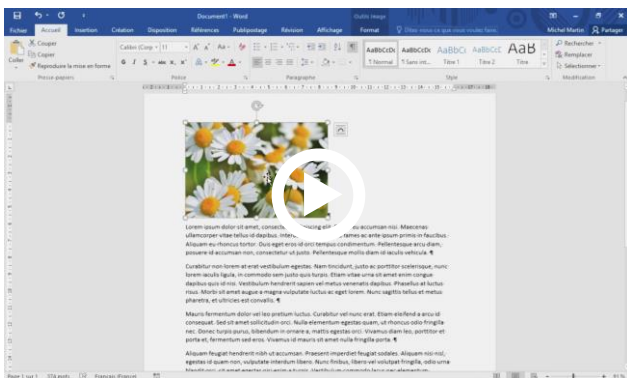 Document1 - Word
Outils Image
Fichier Accueil Insertion Création Disposition Références Publipostage Révision Affichage Format Dites-nous ce que vous voulez faire. Michel Martin Partager
Coller
Couper
Copier
Reproduire la mise en forme
Presse-papiers
Calibri (Corp 11
G I S abc x, x²
Police
Paragraphe
AaBbCcDc AaBbCcDc AaBbCc AaBbCcC AaB
¶ Normal ¶ Sans int... Titre 1 Titre 2 Titre
Style
Rechercher
Remplacer
Sélectionner
Modification
Lorem ipsum dolor sit amet, consectetur adipiscing elit. accumsan nisi. Maecenas
ullamcorper vitae tellus id dapibus. fames ac ante ipsum primis in faucibus.
Aliquam eu rhoncus tortor. Duis eget eros id orci tempus condimentum. Pellentesque arcu diam,
posuere id accumsan non, consectetur ut justo. Pellentesque mollis diam id iaculis vehicula. ¶
Curabitur non lorem at erat vestibulum egestas. Nam tincidunt, justo ac porttitor scelerisque, nunc
lorem iaculis ligula, in commodo sem justo quis turpis. Etiam vitae urna sit amet enim congue
dapibus quis id nisi. Vestibulum hendrerit sapien vel metus venenatis dapibus. Phasellus at luctus
risus. Morbi sit amet augue a magna vulputate luctus ac eget lorem. Nunc sagittis tellus et metus
pharetra, et ultricies est convallis. ¶
Mauris fermentum dolor vel leo pretium luctus. Curabitur vel nunc erat. Etiam eleifend a arcu id
consequat. Sed sit amet sollicitudin orci. Nulla elementum egestas quam, ut rhoncus odio fringilla
nec. Donec turpis purus, bibendum in ornare a, mattis egestas orci. Vivamus diam leo, porttitor et
porta et, fermentum sed eros. Vivamus id mauris sit amet nulla fringilla porta. ¶
Aliquam feugiat hendrerit nibh ut accumsan. Praesent imperdiet feugiat sodales. Aliquam nisi nisl,
egestas id quam non, vulputate interdum libero. Nunc finibus, libero vel volutpat fringilla, odio urna
Page 1 sur 1 374 mots Français (France) 91 %